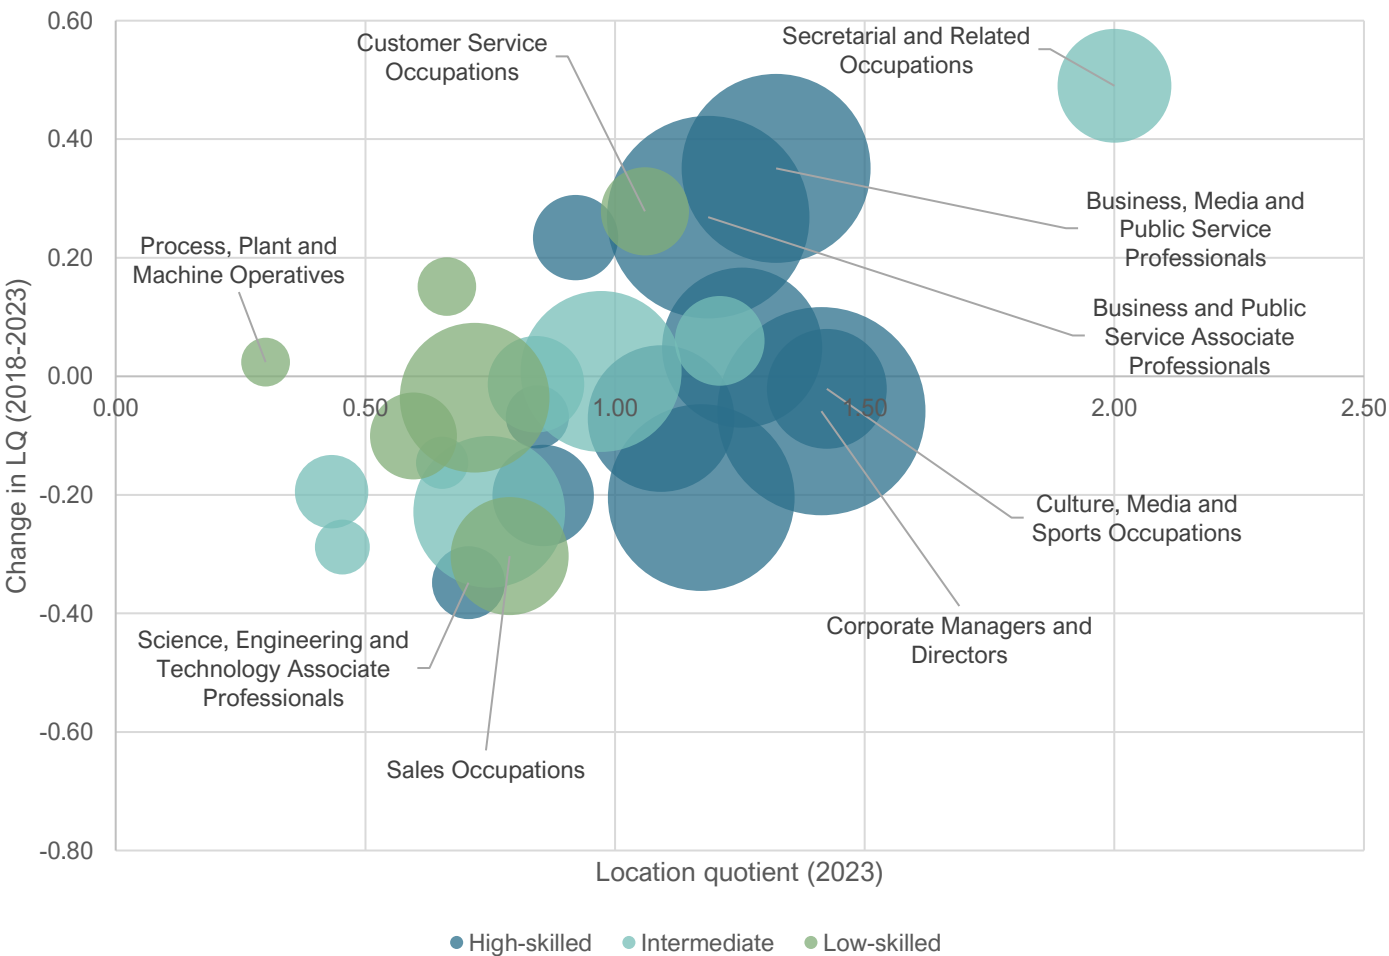 0.60
0.40
0.20
0.00
-0.20
-0.40
-0.60
-0.80
Change in LQ (2018-2023)
Customer Service
Occupations
Secretarial and Related
Occupations
Process, Plant and
Machine Operatives
Business, Media and
Public Service
Professionals
Business and Public
Service Associate
Professionals
0.00
0.50
1.00
1.50
2.00
2.50
Culture, Media and
Sports Occupations
Corporate Managers and
Directors
Science, Engineering and
Technology Associate
Professionals
Sales Occupations
Location quotient (2023)
High-skilled
Intermediate
Low-skilled